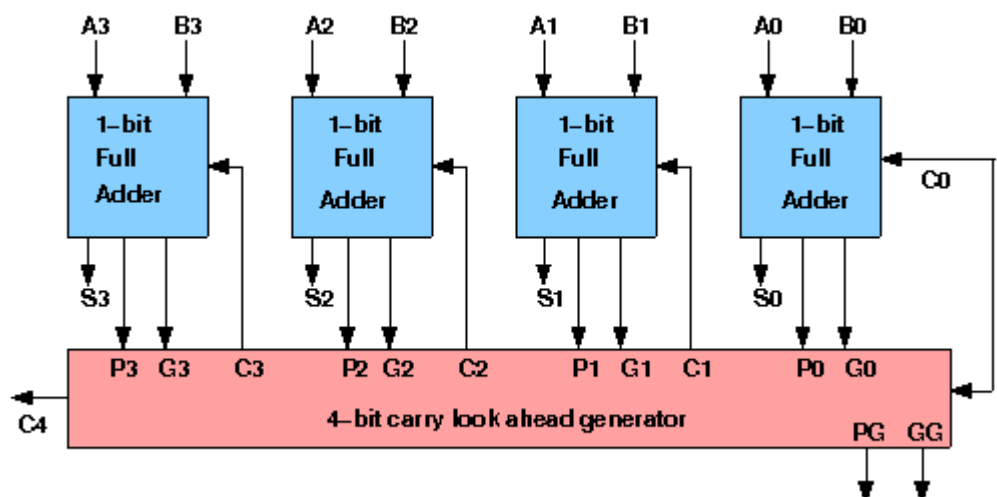 A3 B3 A2 B2 A1 B1 A0 B0
1-bit Full Adder
1-bit Full Adder
1-bit Full Adder
1-bit Full Adder
C0
S3 S2 S1 S0
P3 G3 C3 P2 G2 C2 P1 G1 C1 P0 G0
C4
4-bit carry look ahead generator
PG GG